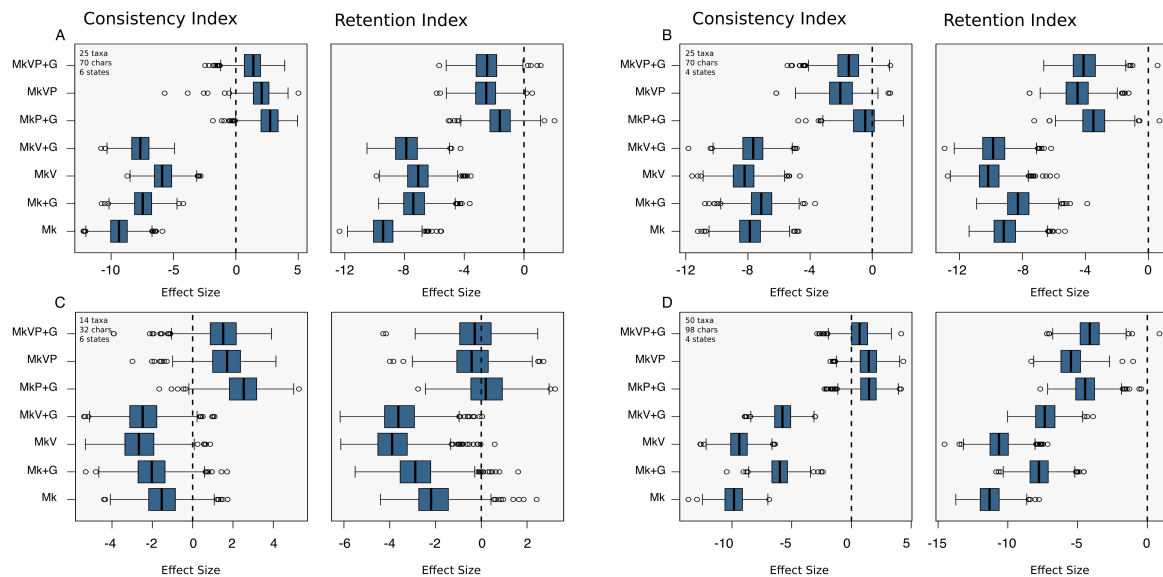 Consistency Index
Retention Index
Consistency Index
Retention Index
A
25 taxa
70 chars
6 states
MkVP+G
MkVP
MkP+G
MkV+G
MkV
Mk+G
Mk
-10 -5 0 5
Effect Size
-12 -8 -4 0
Effect Size
B
25 taxa
70 chars
4 states
MkVP+G
MkVP
MkP+G
MkV+G
MkV
Mk+G
Mk
-12 -8 -4 0
Effect Size
-12 -8 -4 0
Effect Size
C
14 taxa
32 chars
6 states
MkVP+G
MkVP
MkP+G
MkV+G
MkV
Mk+G
Mk
-4 -2 0 2 4
Effect Size
-6 -4 -2 0 2
Effect Size
D
50 taxa
98 chars
4 states
MkVP+G
MkVP
MkP+G
MkV+G
MkV
Mk+G
Mk
-10 -5 0 5
Effect Size
-15 -10 -5 0
Effect Size